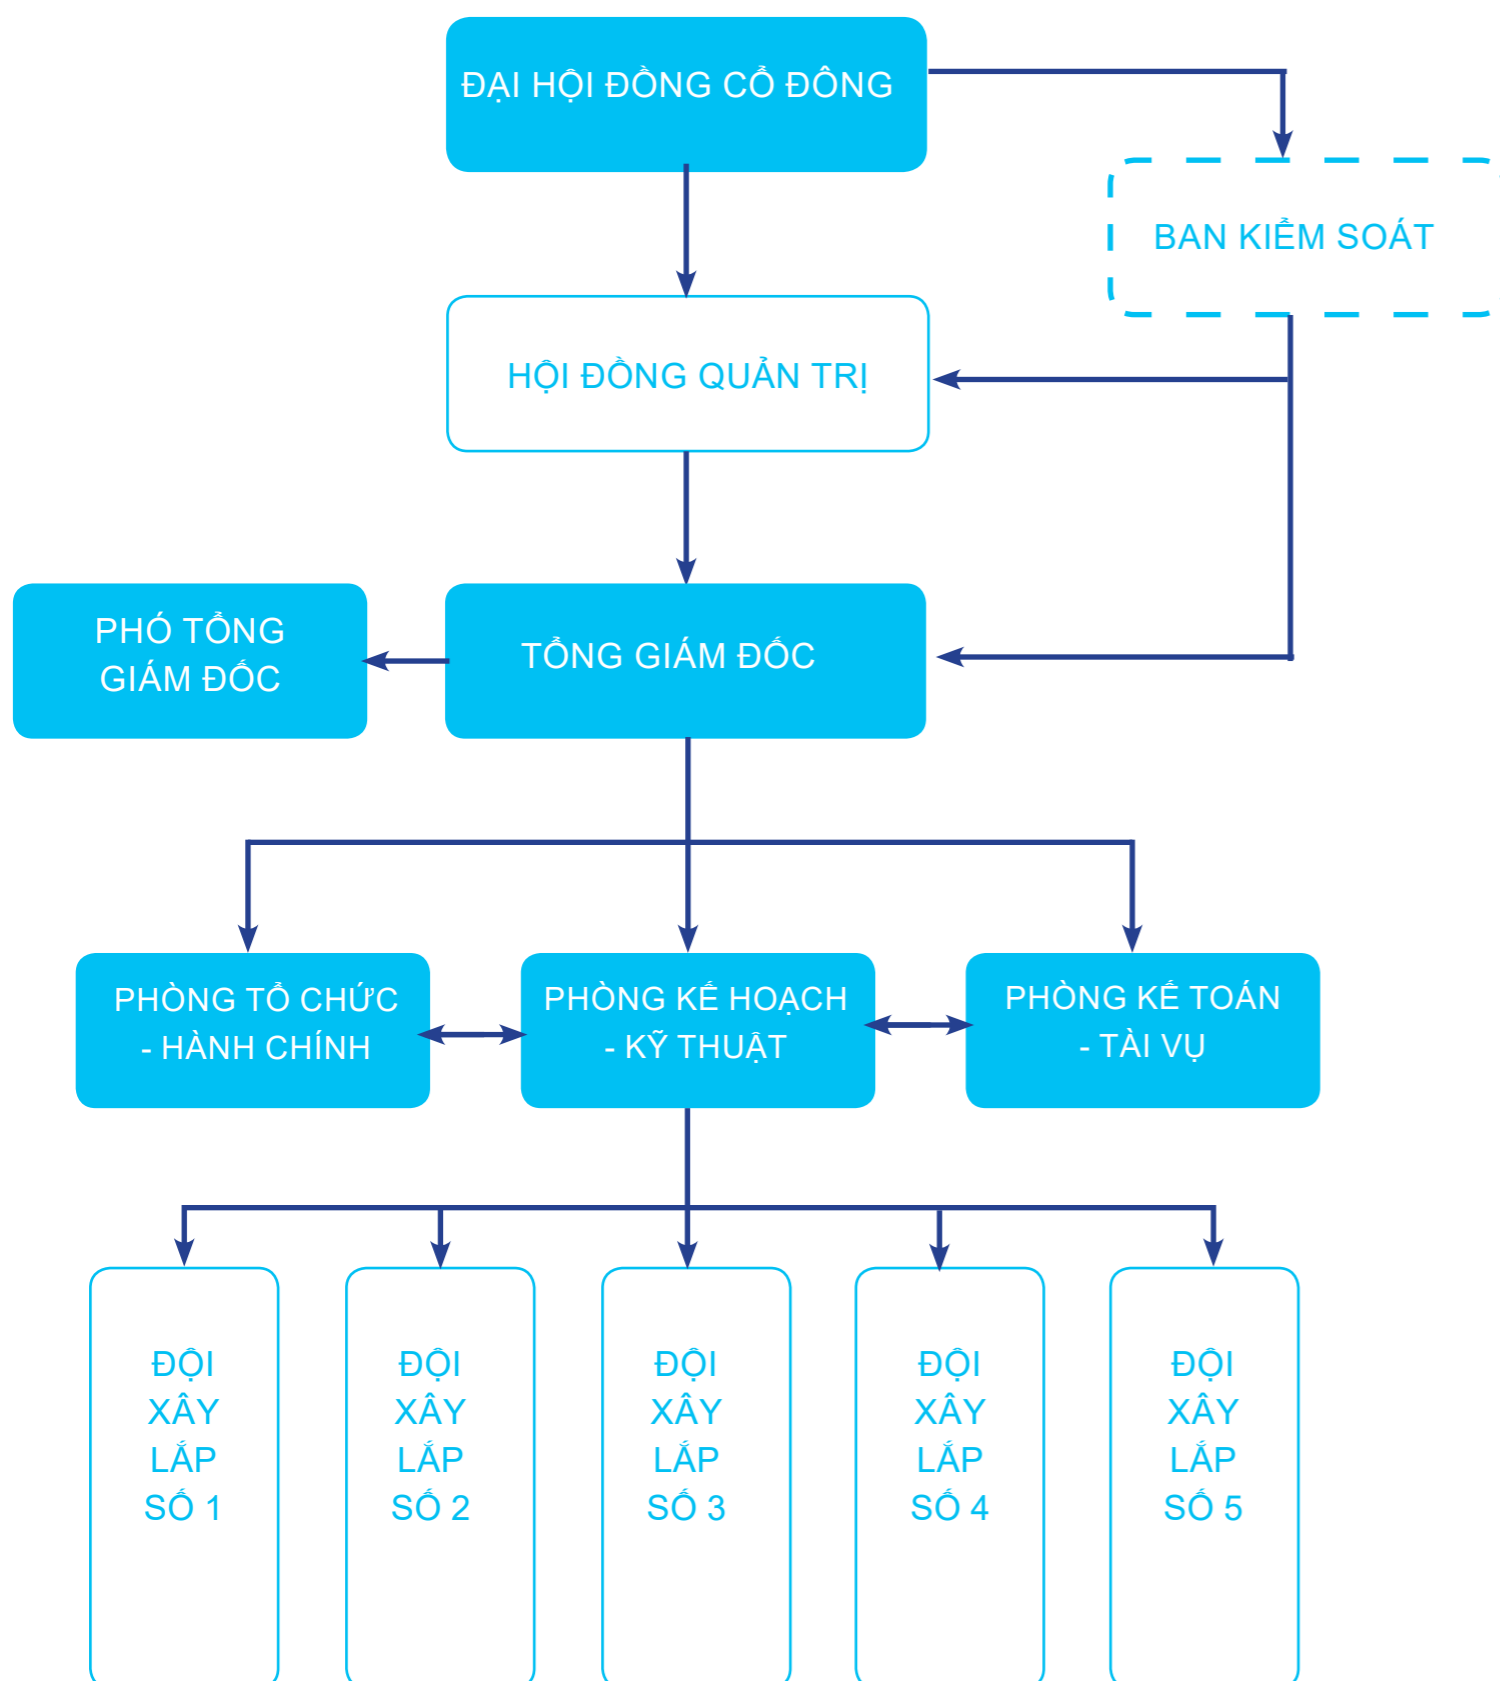 ĐẠI HỘI ĐỒNG CỔ ĐÔNG
BAN KIỂM SOÁT
HỘI ĐỒNG QUẢN TRỊ
PHÓ TỔNG
GIÁM ĐỐC
TỔNG GIÁM ĐỐC
PHÒNG TỔ CHỨC
- HÀNH CHÍNH
PHÒNG KẾ HOẠCH
- KỸ THUẬT
PHÒNG KẾ TOÁN
- TÀI VỤ
ĐỘI
XÂY
LẮP
SỐ 1
ĐỘI
XÂY
LẮP
SỐ 2
ĐỘI
XÂY
LẮP
SỐ 3
ĐỘI
XÂY
LẮP
SỐ 4
ĐỘI
XÂY
LẮP
SỐ 5